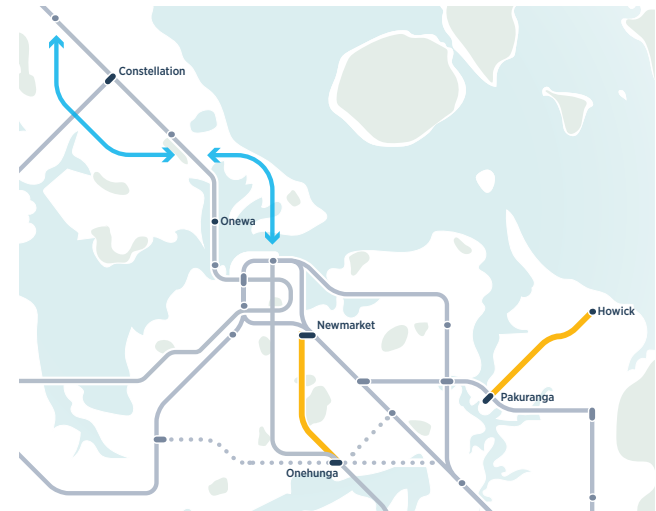 Constellation
Onewa
Newmarket
Howick
Pakuranga
Onehunga